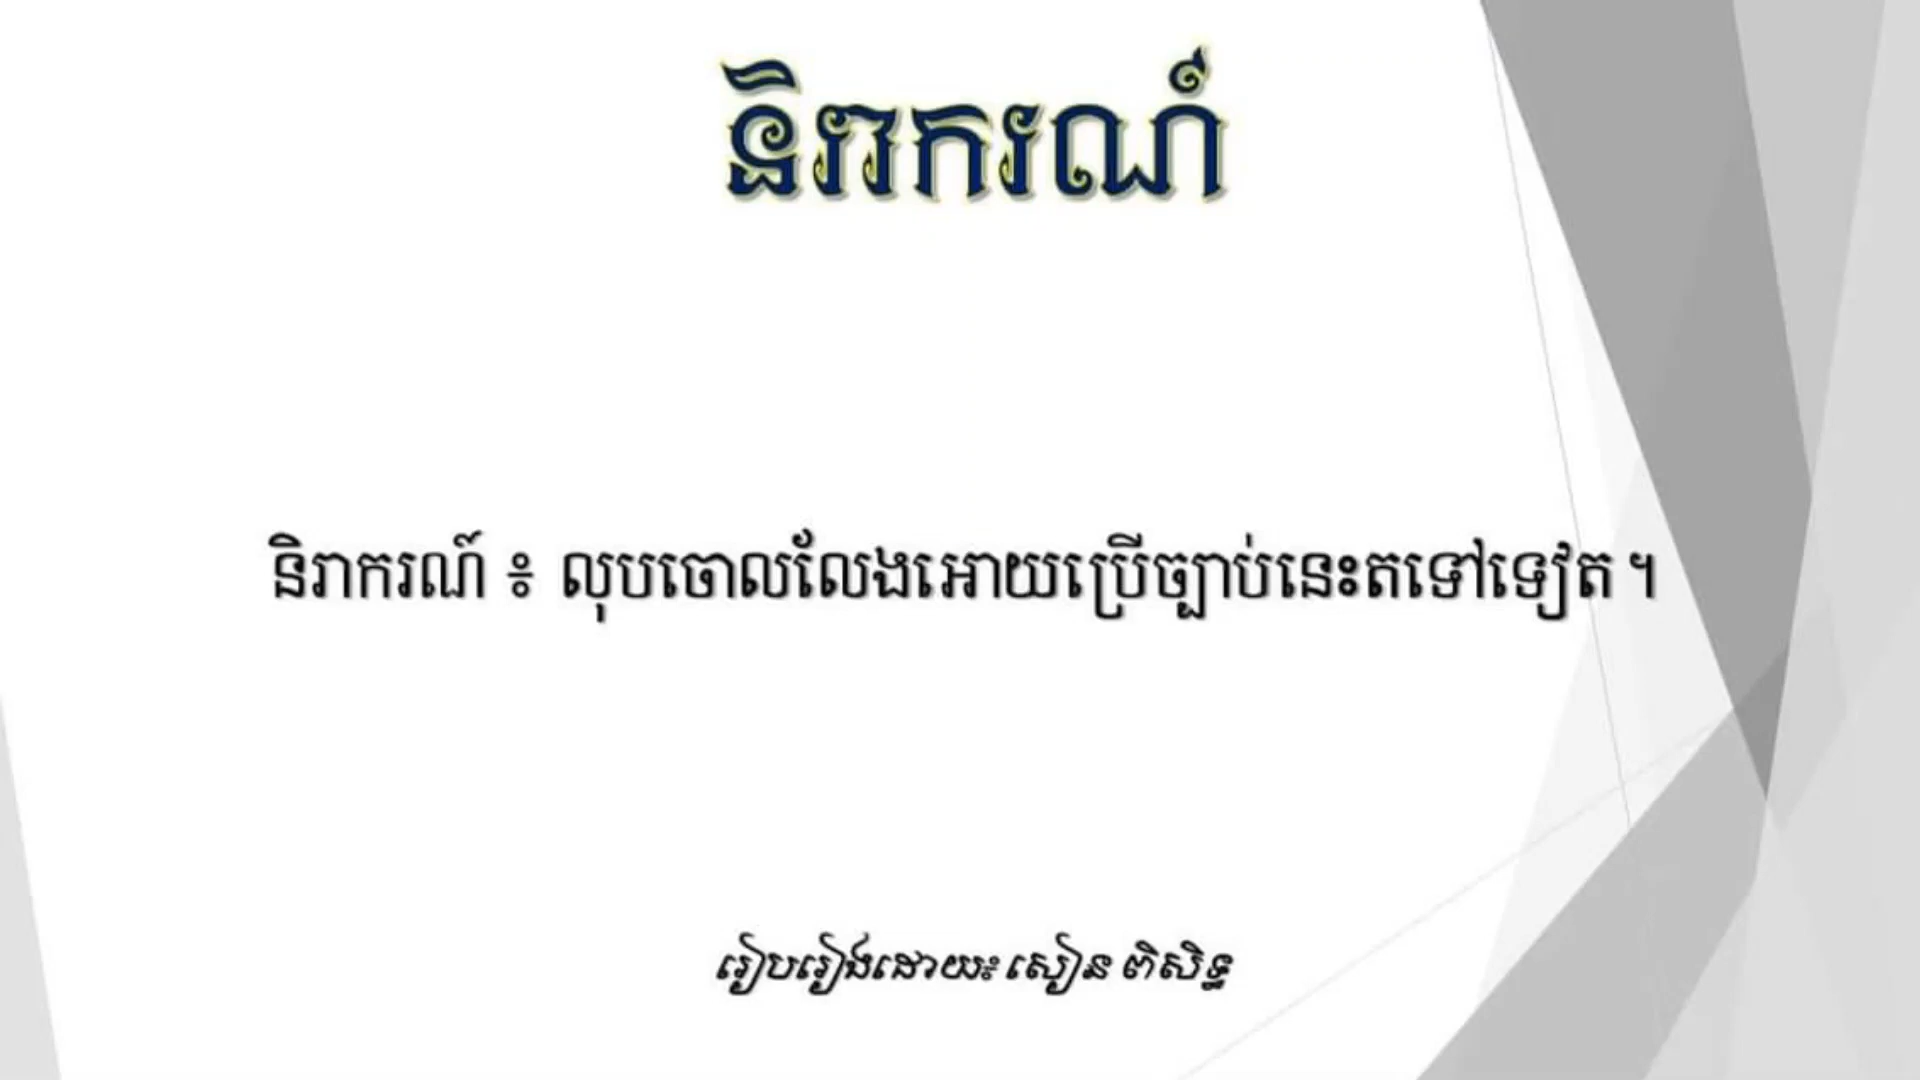 និរាករណ៍
និរាករណ៍ ៖ លុបចោលលែងអោយប្រើច្បាប់នេះតទៅទៀត ។
រៀបរៀងដោយ៖ សៀន ពិសិទ្ធ